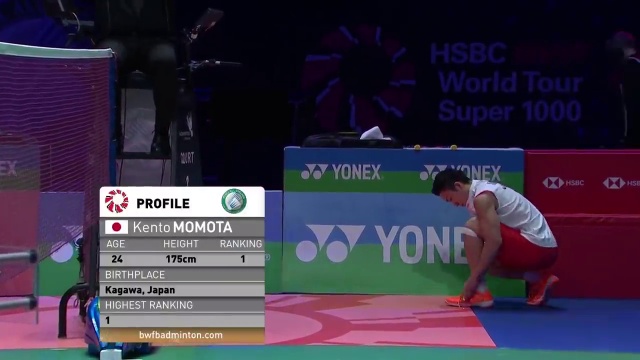 HSBC
World Tour
Super 1000
YONEX
YONEX
YONEX
HSBC
HSBC
PROFILE
Kento MOMOTA
AGE HEIGHT RANKING
24 175cm 1
BIRTHPLACE
Kagawa, Japan
HIGHEST RANKING
1
bwfbadminton.com